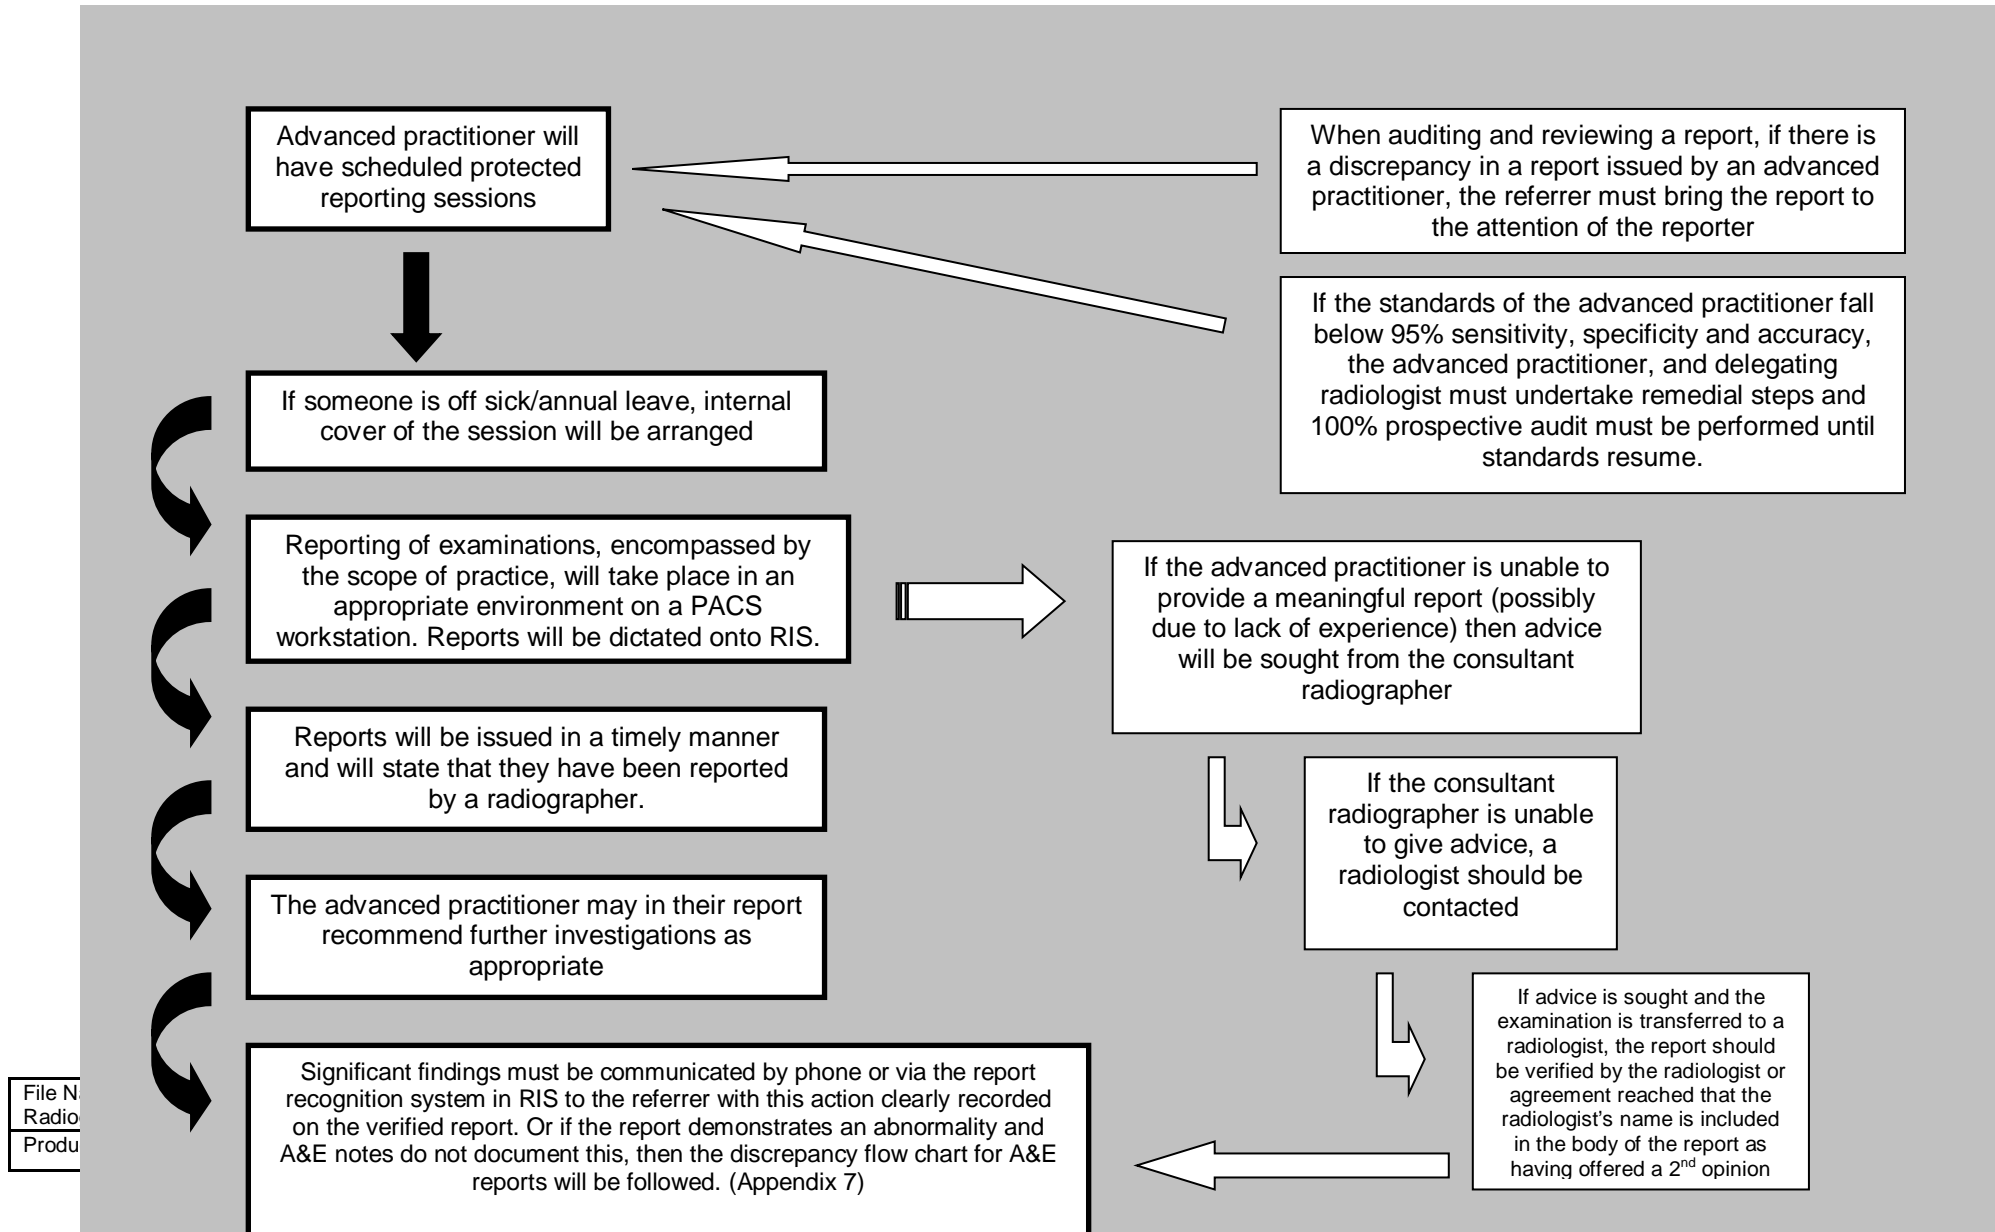 Advanced practitioner will
have scheduled protected
reporting sessions
When auditing and reviewing a report, if there is
a discrepancy in a report issued by an advanced
practitioner, the referrer must bring the report to
the attention of the reporter
If the standards of the advanced practitioner fall
below 95% sensitivity, specificity and accuracy,
the advanced practitioner, and delegating
radiologist must undertake remedial steps and
100% prospective audit must be performed until
standards resume.
If someone is off sick/annual leave, internal
cover of the session will be arranged
Reporting of examinations, encompassed by
the scope of practice, will take place in an
appropriate environment on a PACS
workstation. Reports will be dictated onto RIS.
If the advanced practitioner is unable to
provide a meaningful report (possibly
due to lack of experience) then advice
will be sought from the consultant
radiographer
Reports will be issued in a timely manner
and will state that they have been reported
by a radiographer.
If the consultant
radiographer is unable
to give advice, a
radiologist should be
contacted
The advanced practitioner may in their report
recommend further investigations as
appropriate
If advice is sought and the
examination is transferred to a
radiologist, the report should
be verified by the radiologist or
agreement reached that the
radiologist’s name is included
in the body of the report as
having offered a 2nd opinion
Significant findings must be communicated by phone or via the report
recognition system in RIS to the referrer with this action clearly recorded
on the verified report. Or if the report demonstrates an abnormality and
A&E notes do not document this, then the discrepancy flow chart for A&E
reports will be followed. (Appendix 7)
File